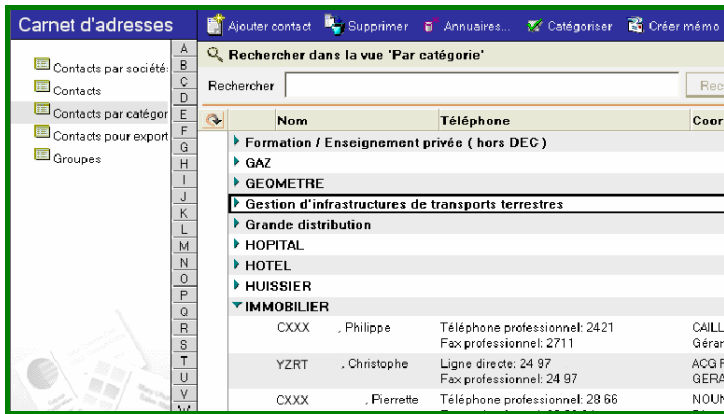 Carnet d'adresses
Ajouter contact Supprimer Annuaires... Catégoriser Créer mémo
Contacts par société
Contacts
Contacts par catégor
Contacts pour export
Groupes
A
B
C
D
E
F
G
H
I
J
K
L
M
N
O
P
Q
R
S
T
U
V
W
Rechercher dans la vue 'Par catégorie'
Rechercher Rec
Nom Téléphone Coor
Formation / Enseignement privée ( hors DEC )
GAZ
GEOMETRE
Gestion d'infrastructures de transports terrestres
Grande distribution
HOPITAL
HOTEL
HUISSIER
IMMOBILIER
CXXX , Philippe Téléphone professionnel: 2421 CAILL
Fax professionnel: 2711 Gérar
YZRT , Christophe Ligne directe: 24 97 ACG F
Fax professionnel: 24 97 GERA
CXXX , Pierrette Téléphone professionnel: 28 66 NOUN